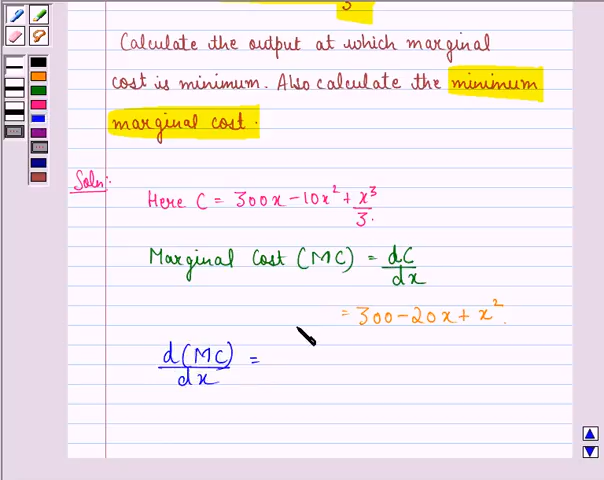 3
Calculate the output at which marginal
cost is minimum. Also calculate the minimum
marginal cost.
Soln:
Here C = 300x - 10x² + x³/3.
Marginal Cost (MC) = dC/dx
= 300 - 20x + x².
d(MC)/dx =